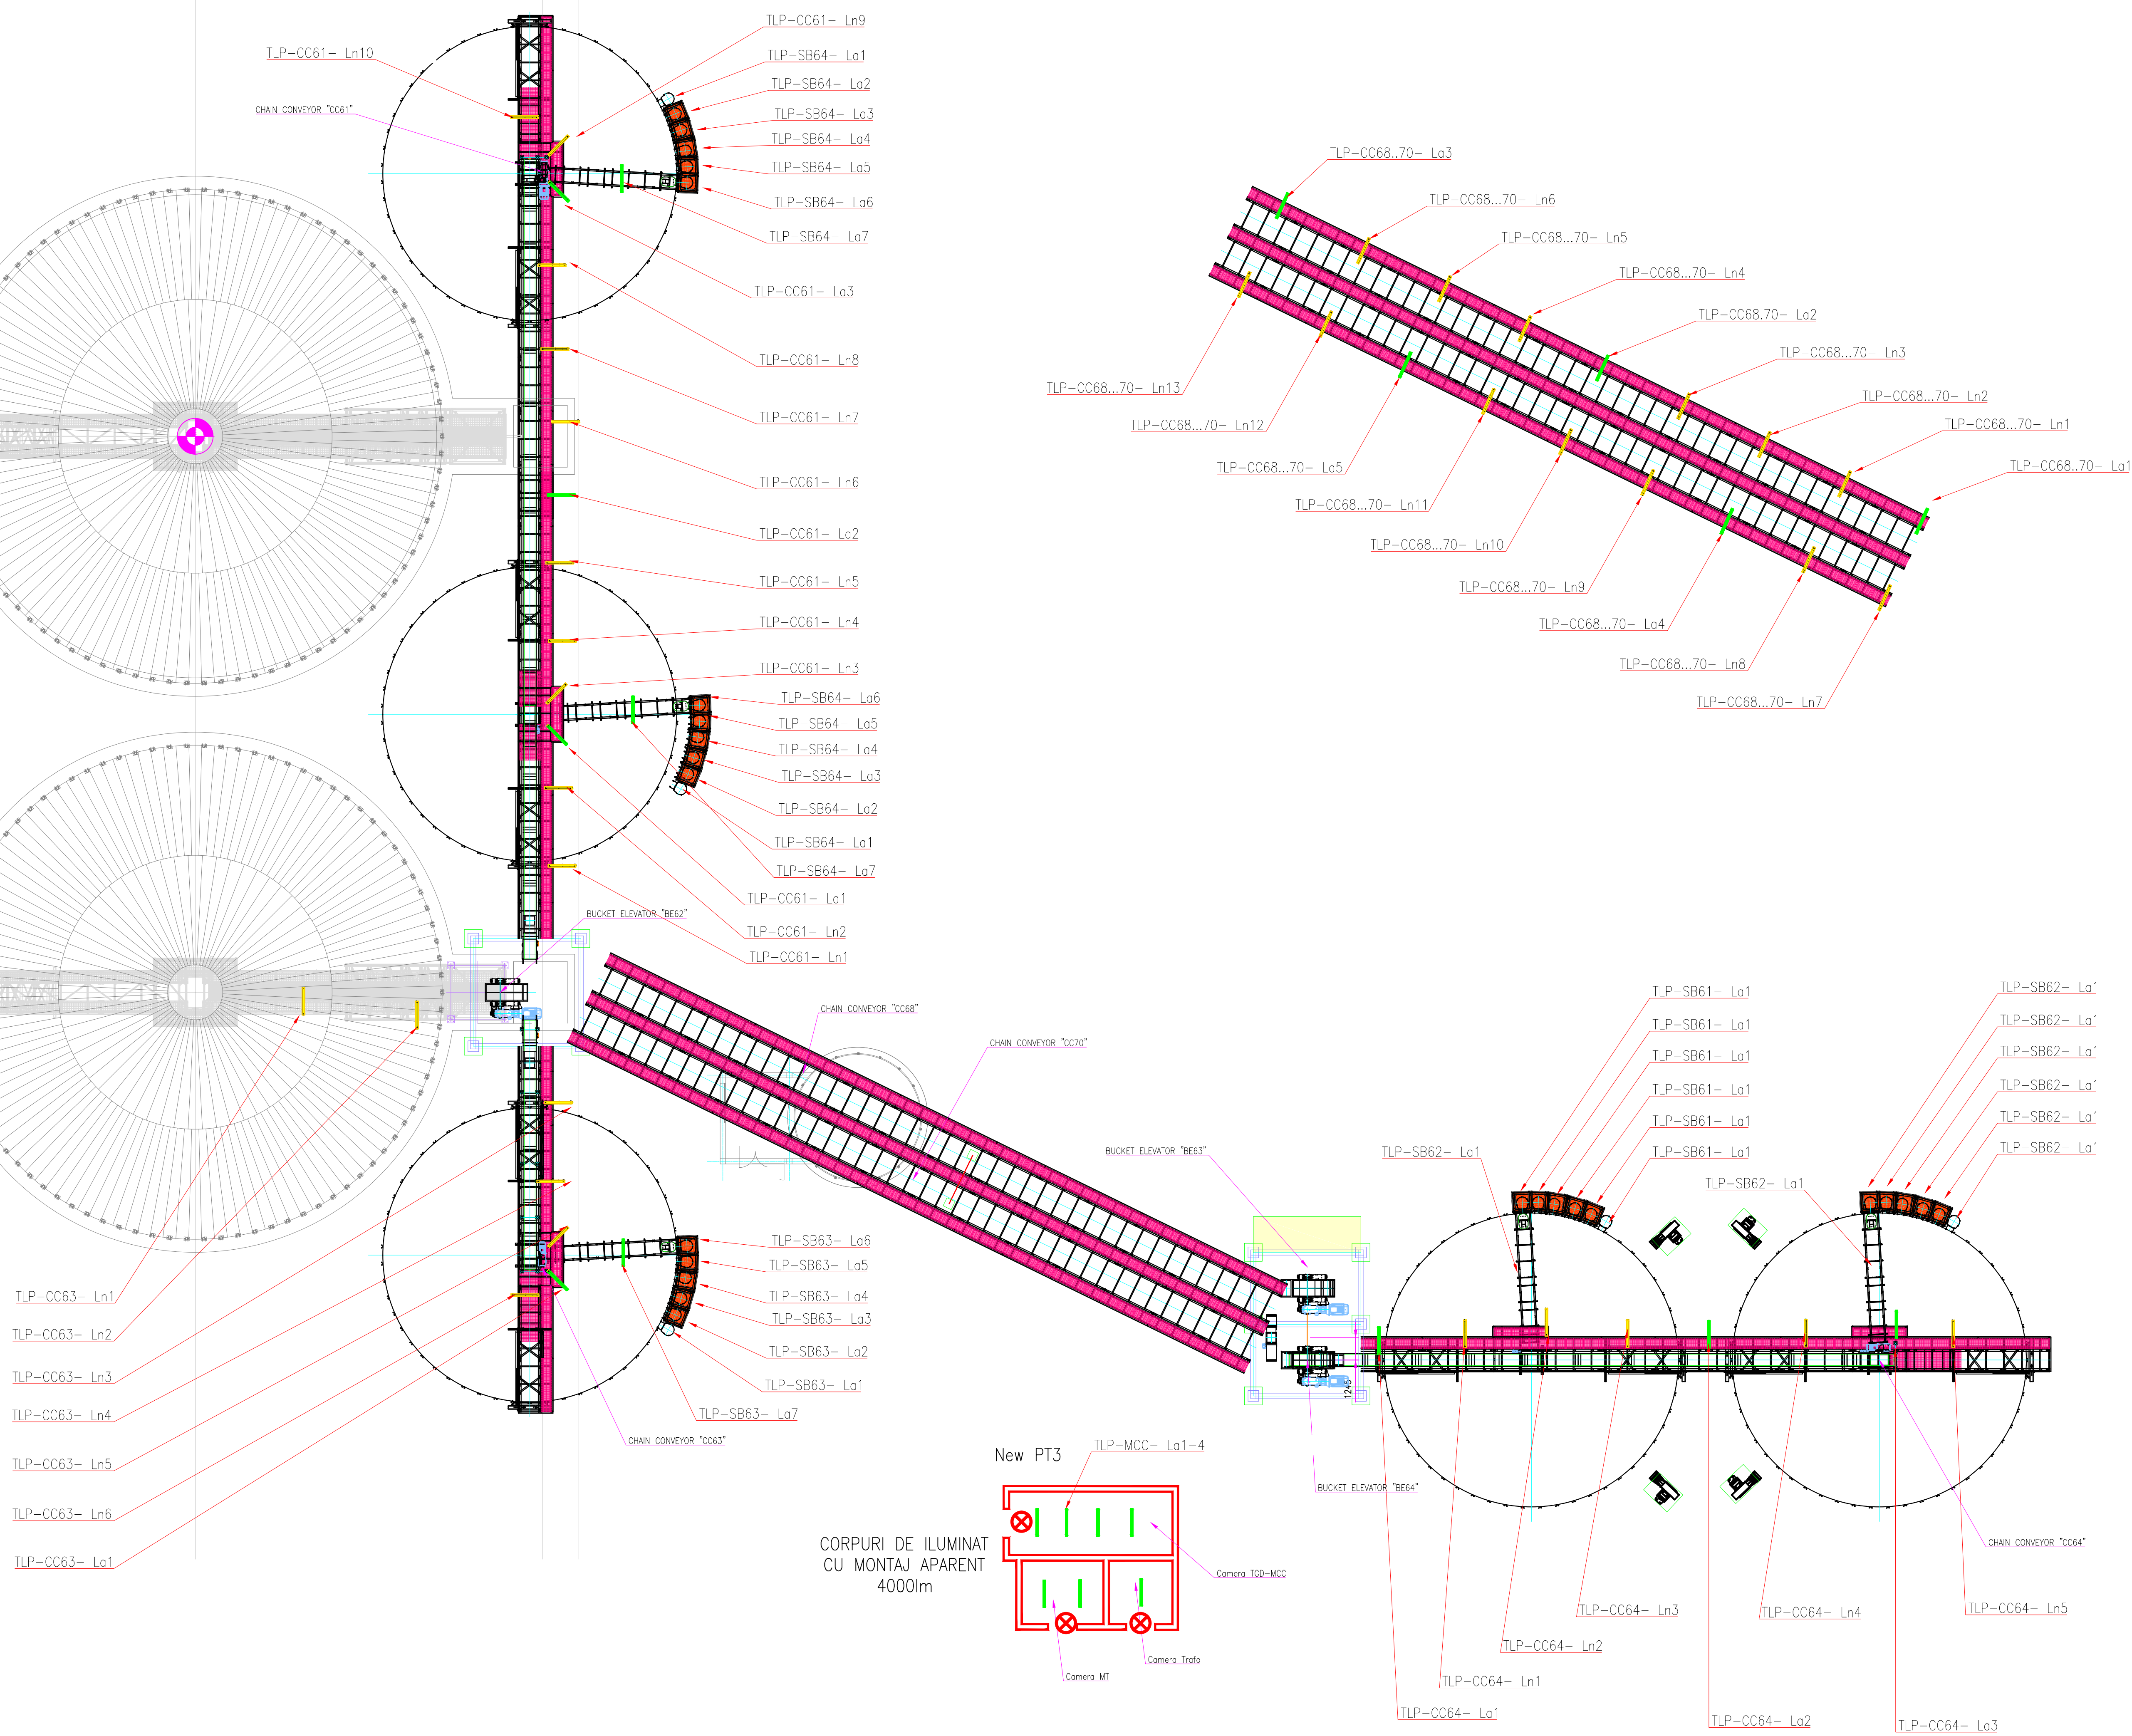 TLP-CC61- Ln9
TLP-CC61- Ln10
TLP-SB64- La1
TLP-SB64- La2
CHAIN CONVEYOR "CC61"
TLP-SB64- La3
TLP-SB64- La4
TLP-SB64- La5
TLP-SB64- La6
TLP-SB64- La7
TLP-CC61- La3
TLP-CC61- Ln8
TLP-CC61- Ln7
TLP-CC61- Ln6
TLP-CC61- La2
TLP-CC61- Ln5
TLP-CC61- Ln4
TLP-CC61- Ln3
TLP-SB64- La6
TLP-SB64- La5
TLP-SB64- La4
TLP-SB64- La3
TLP-SB64- La2
TLP-SB64- La1
TLP-SB64- La7
TLP-CC61- La1
BUCKET ELEVATOR "BE62"
TLP-CC61- Ln2
TLP-CC61- Ln1
TLP-CC68..70- La3
TLP-CC68...70- Ln6
TLP-CC68...70- Ln5
TLP-CC68...70- Ln4
TLP-CC68.70- La2
TLP-CC68...70- Ln3
TLP-CC68...70- Ln2
TLP-CC68...70- Ln1
TLP-CC68..70- La1
TLP-CC68...70- Ln13
TLP-CC68...70- Ln12
TLP-CC68...70- La5
TLP-CC68...70- Ln11
TLP-CC68...70- Ln10
TLP-CC68...70- Ln9
TLP-CC68...70- La4
TLP-CC68...70- Ln8
TLP-CC68...70- Ln7
CHAIN CONVEYOR "CC68"
CHAIN CONVEYOR "CC70"
BUCKET ELEVATOR "BE63"
TLP-SB61- La1
TLP-SB61- La1
TLP-SB61- La1
TLP-SB61- La1
TLP-SB61- La1
TLP-SB61- La1
TLP-SB62- La1
TLP-SB62- La1
TLP-SB62- La1
TLP-SB62- La1
TLP-SB62- La1
TLP-SB62- La1
TLP-SB62- La1
TLP-SB62- La1
TLP-CC63- Ln1
TLP-CC63- Ln2
TLP-CC63- Ln3
TLP-CC63- Ln4
TLP-CC63- Ln5
TLP-CC63- Ln6
TLP-CC63- La1
TLP-SB63- La6
TLP-SB63- La5
TLP-SB63- La4
TLP-SB63- La3
TLP-SB63- La2
TLP-SB63- La1
TLP-SB63- La7
CHAIN CONVEYOR "CC63"
1245
New PT3
TLP-MCC- La1-4
BUCKET ELEVATOR "BE64"
CORPURI DE ILUMINAT
CU MONTAJ APARENT
4000lm
Camera TGD-MCC
Camera Trafo
Camera MT
CHAIN CONVEYOR "CC64"
TLP-CC64- Ln3
TLP-CC64- Ln4
TLP-CC64- Ln5
TLP-CC64- Ln2
TLP-CC64- Ln1
TLP-CC64- La1
TLP-CC64- La2
TLP-CC64- La3